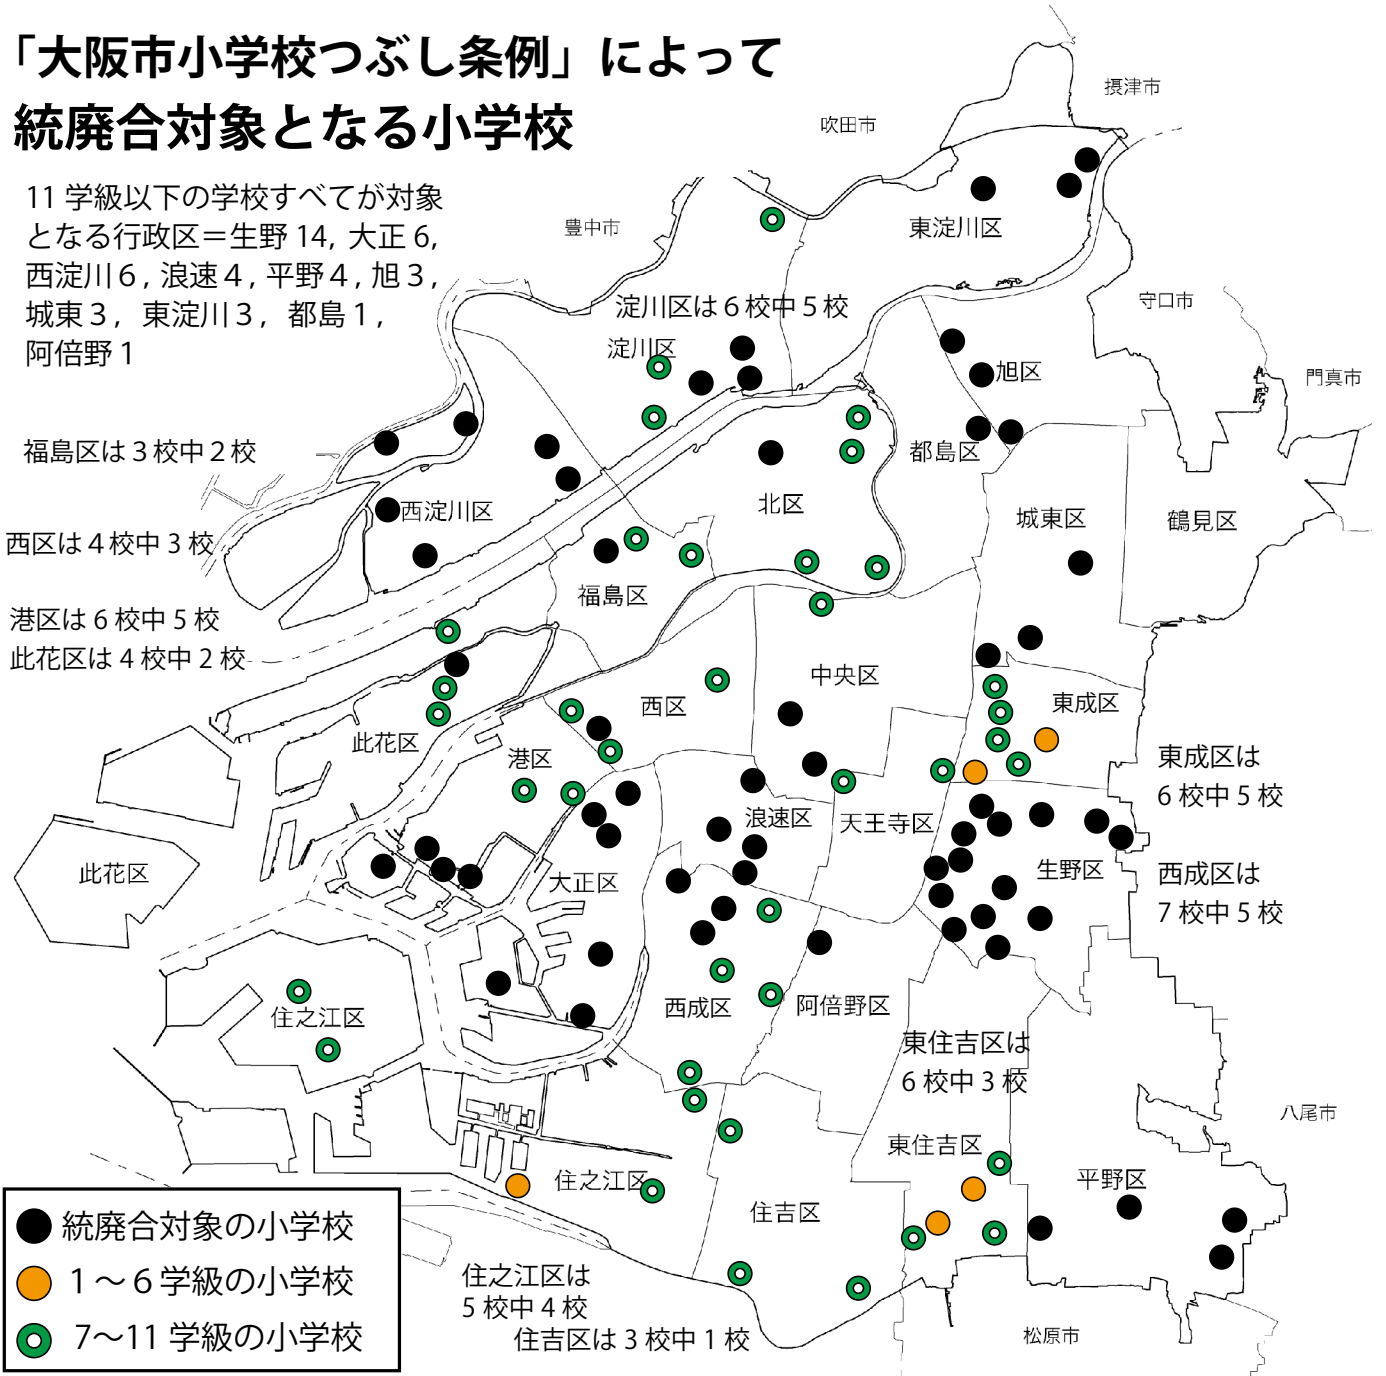 「大阪市小学校つぶし条例」によって
統廃合対象となる小学校
11 学級以下の学校すべてが対象
となる行政区＝生野 14, 大正 6,
西淀川６, 浪速４, 平野４, 旭３,
城東３, 東淀川３, 都島１,
阿倍野１
摂津市
吹田市
豊中市
東淀川区
守口市
淀川区は６校中５校
淀川区
旭区
門真市
福島区は３校中２校
都島区
北区
西淀川区
城東区
鶴見区
西区は４校中３校
福島区
港区は６校中５校
此花区は４校中２校
中央区
西区
東成区
此花区
港区
東成区は
６校中５校
浪速区
天王寺区
此花区
大正区
生野区
西成区は
７校中５校
西成区
阿倍野区
住之江区
東住吉区は
６校中３校
八尾市
東住吉区
住之江区
平野区
住吉区
統廃合対象の小学校
１〜６学級の小学校
7〜11 学級の小学校
住之江区は
５校中４校
住吉区は３校中１校
松原市